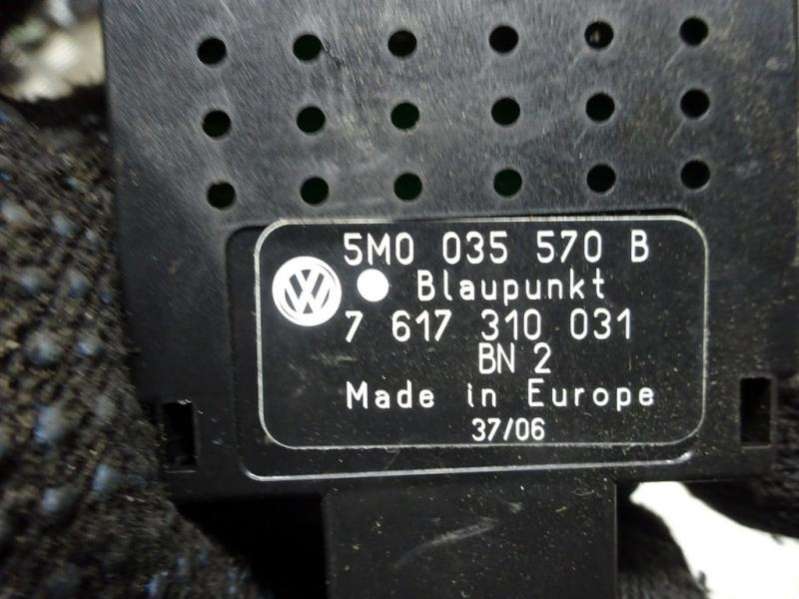 5M0 035 570 B
Blaupunkt
7 617 310 031
BN 2
Made in Europe
37/06